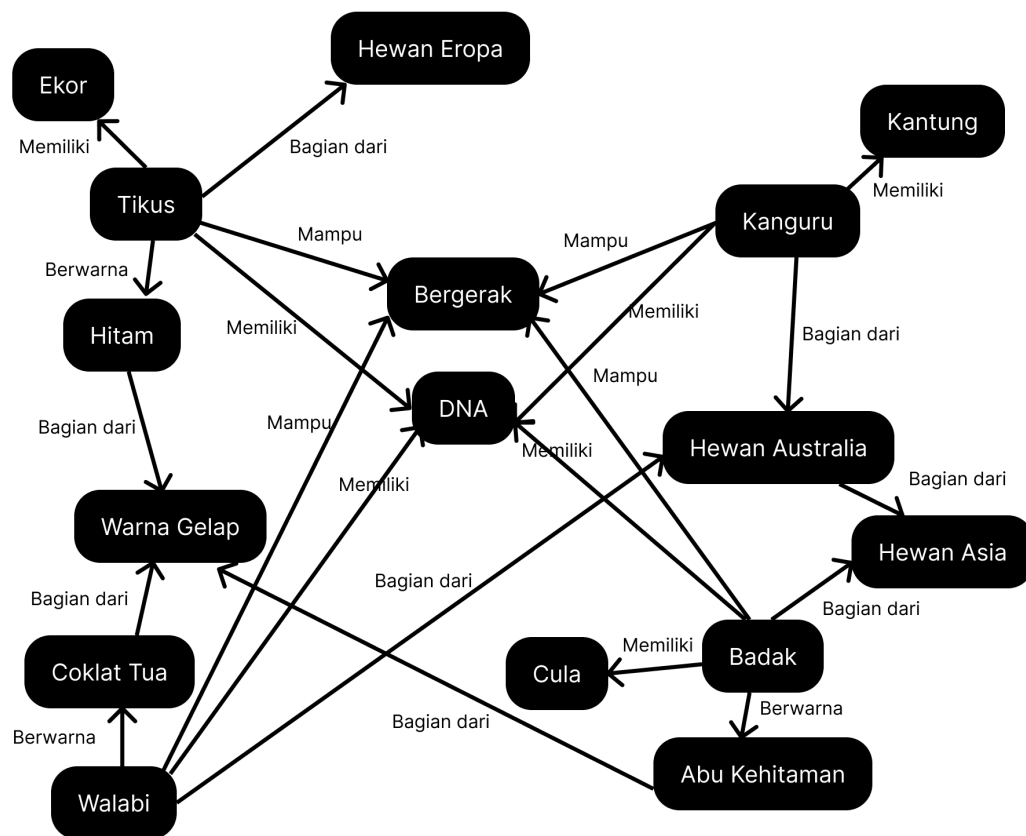 Hewan Eropa
Ekor
Kantung
Memiliki
Bagian dari
Memiliki
Tikus
Kanguru
Mampu
Mampu
Berwarna
Bergerak
Hitam
Memiliki
Memiliki
Bagian dari
Mampu
DNA
Bagian dari
Mampu
Hewan Australia
Memiliki
Memiliki
Bagian dari
Warna Gelap
Hewan Asia
Bagian dari
Bagian dari
Bagian dari
Coklat Tua
Cula
Memiliki
Badak
Berwarna
Bagian dari
Berwarna
Walabi
Abu Kehitaman